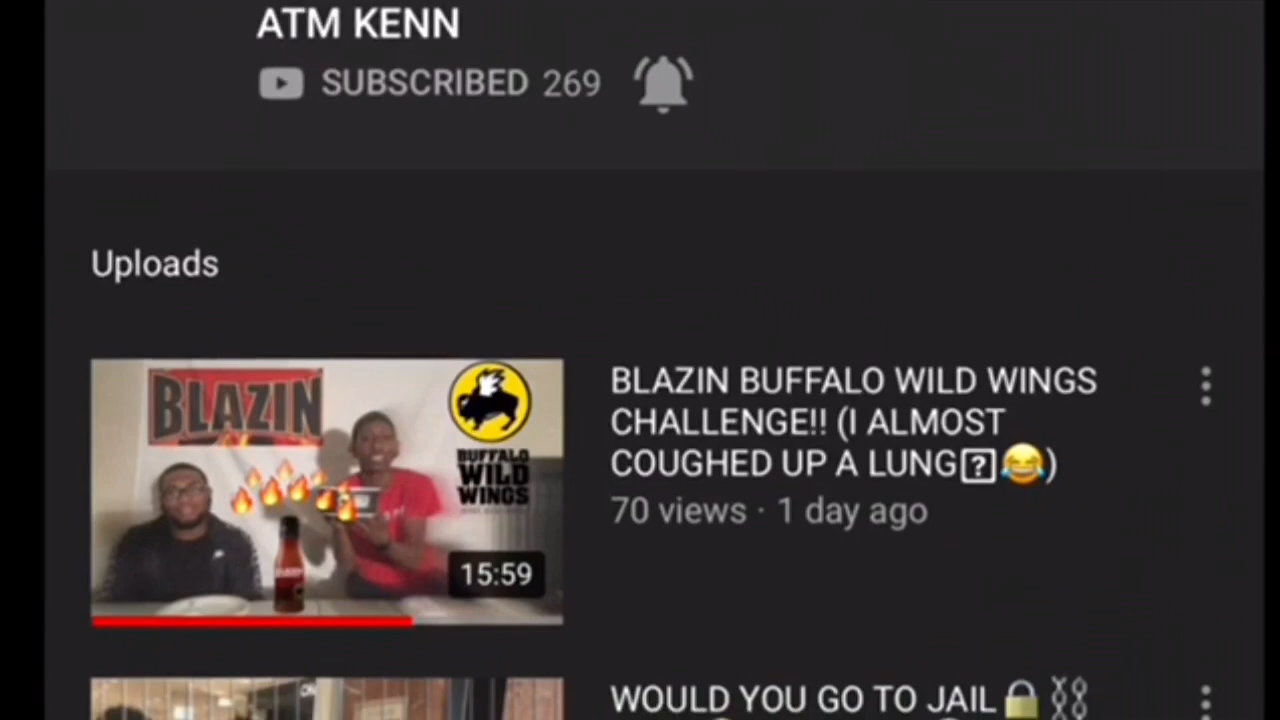 ATM KENN
SUBSCRIBED 269
Uploads
BLAZIN
BUFFALO
WILD
WINGS
15:59
BLAZIN BUFFALO WILD WINGS
CHALLENGE!! (I ALMOST
COUGHED UP A LUNG⍰😂)
70 views · 1 day ago
WOULD YOU GO TO JAIL🔒⛓